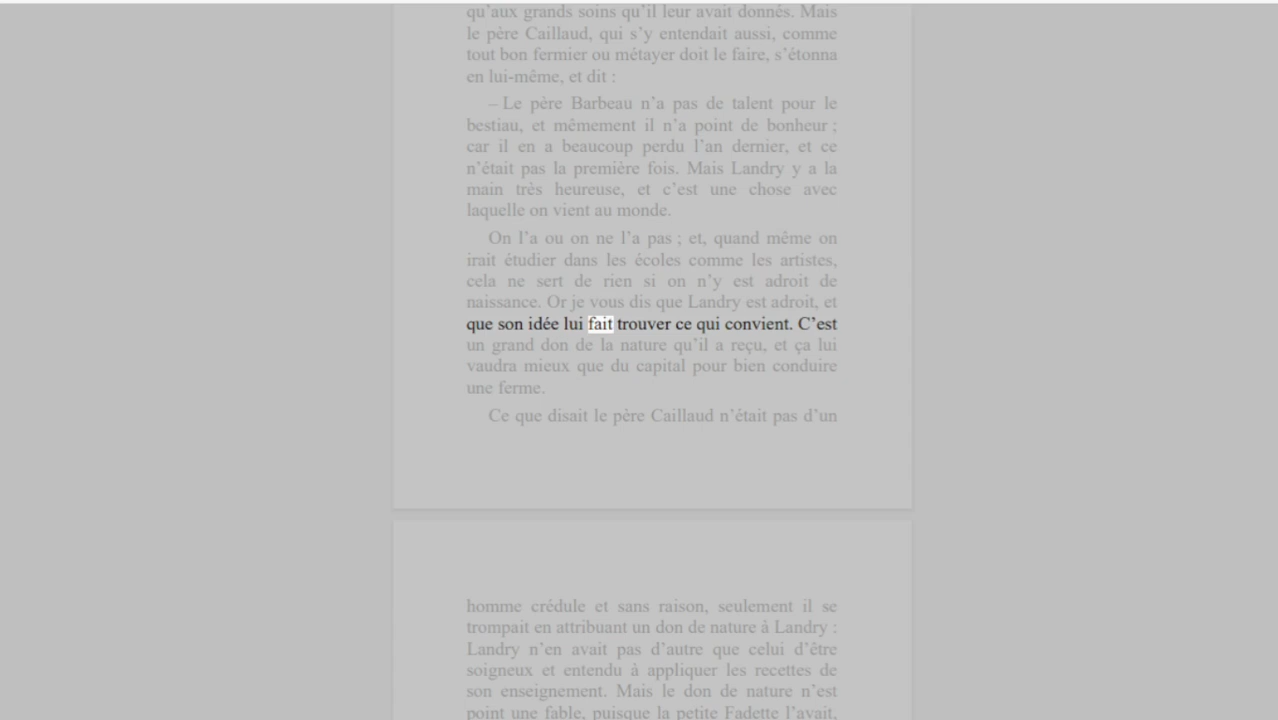 qu’aux grands soins qu’il leur avait donnés. Mais
le père Caillaud, qui s’y entendait aussi, comme
tout bon fermier ou métayer doit le faire, s’étonna
en lui-même, et dit :
– Le père Barbeau n’a pas de talent pour le
bestiau, et mêmement il n’a point de bonheur ;
car il en a beaucoup perdu l’an dernier, et ce
n’était pas la première fois. Mais Landry y a la
main très heureuse, et c’est une chose avec
laquelle on vient au monde.
On l’a ou on ne l’a pas ; et, quand même on
irait étudier dans les écoles comme les artistes,
cela ne sert de rien si on n’y est adroit de
naissance. Or je vous dis que Landry est adroit, et
que son idée lui fait trouver ce qui convient. C’est
un grand don de la nature qu’il a reçu, et ça lui
vaudra mieux que du capital pour bien conduire
une ferme.
Ce que disait le père Caillaud n’était pas d’un
homme crédule et sans raison, seulement il se
trompait en attribuant un don de nature à Landry :
Landry n’en avait pas d’autre que celui d’être
soigneux et entendu à appliquer les recettes de
son enseignement. Mais le don de nature n’est
point une fable, puisque la petite Fadette l’avait,